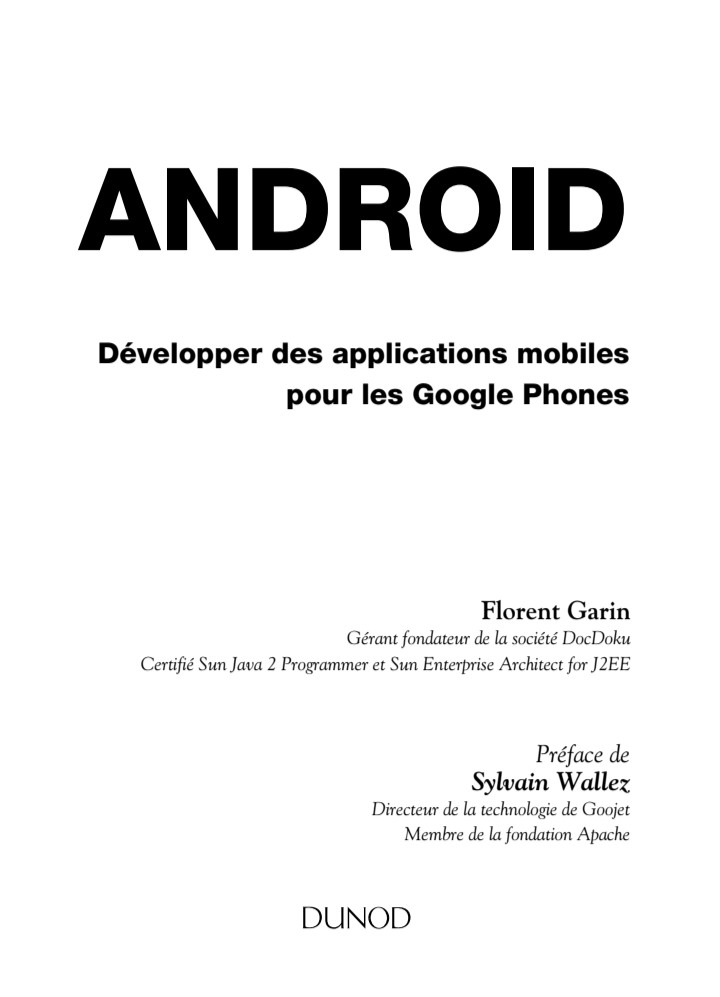 ANDROID
Développer des applications mobiles
pour les Google Phones
Florent Garin
Gérant fondateur de la société DocDoku
Certifié Sun Java 2 Programmer et Sun Enterprise Architect for J2EE
Préface de
Sylvain Wallez
Directeur de la technologie de Goojet
Membre de la fondation Apache
DUNOD